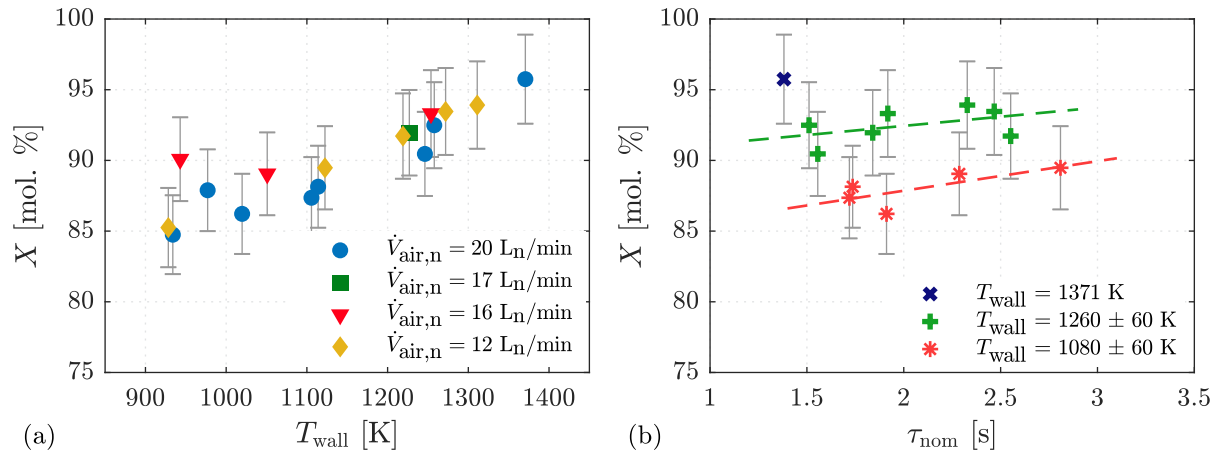 100
95
90
85
80
75
X [mol. %]
900 1000 1100 1200 1300 1400
T_wall [K]
V̇_air,n = 20 L_n/min
V̇_air,n = 17 L_n/min
V̇_air,n = 16 L_n/min
V̇_air,n = 12 L_n/min
(a)
100
95
90
85
80
75
X [mol. %]
1 1.5 2 2.5 3 3.5
τ_nom [s]
T_wall = 1371 K
T_wall = 1260 ± 60 K
T_wall = 1080 ± 60 K
(b)